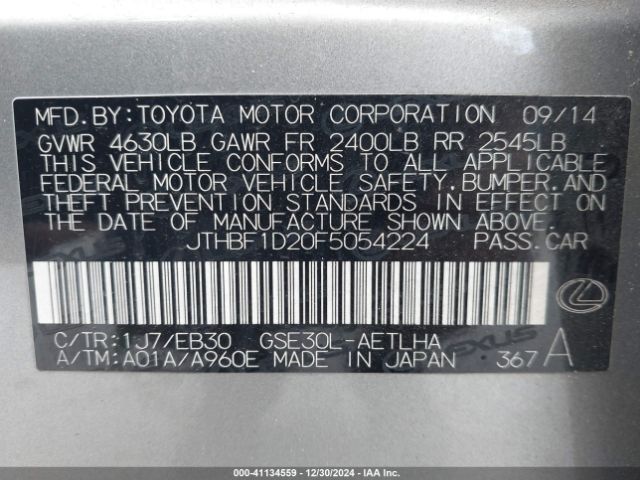 MFD. BY: TOYOTA MOTOR CORPORATION 09/14
GVWR 4630LB GAWR FR 2400LB RR 2545LB
THIS VEHICLE CONFORMS TO ALL APPLICABLE
FEDERAL MOTOR VEHICLE SAFETY, BUMPER, AND
THEFT PREVENTION STANDARDS IN EFFECT ON
THE DATE OF MANUFACTURE SHOWN ABOVE.
JTHBF1D20F5054224 PASS. CAR
C/TR: 1J7/EB30 GSE30L-AETLHA
A/TM: A01A/A960E MADE IN JAPAN 367 A
000-41134559 - 12/30/2024 - IAA Inc.